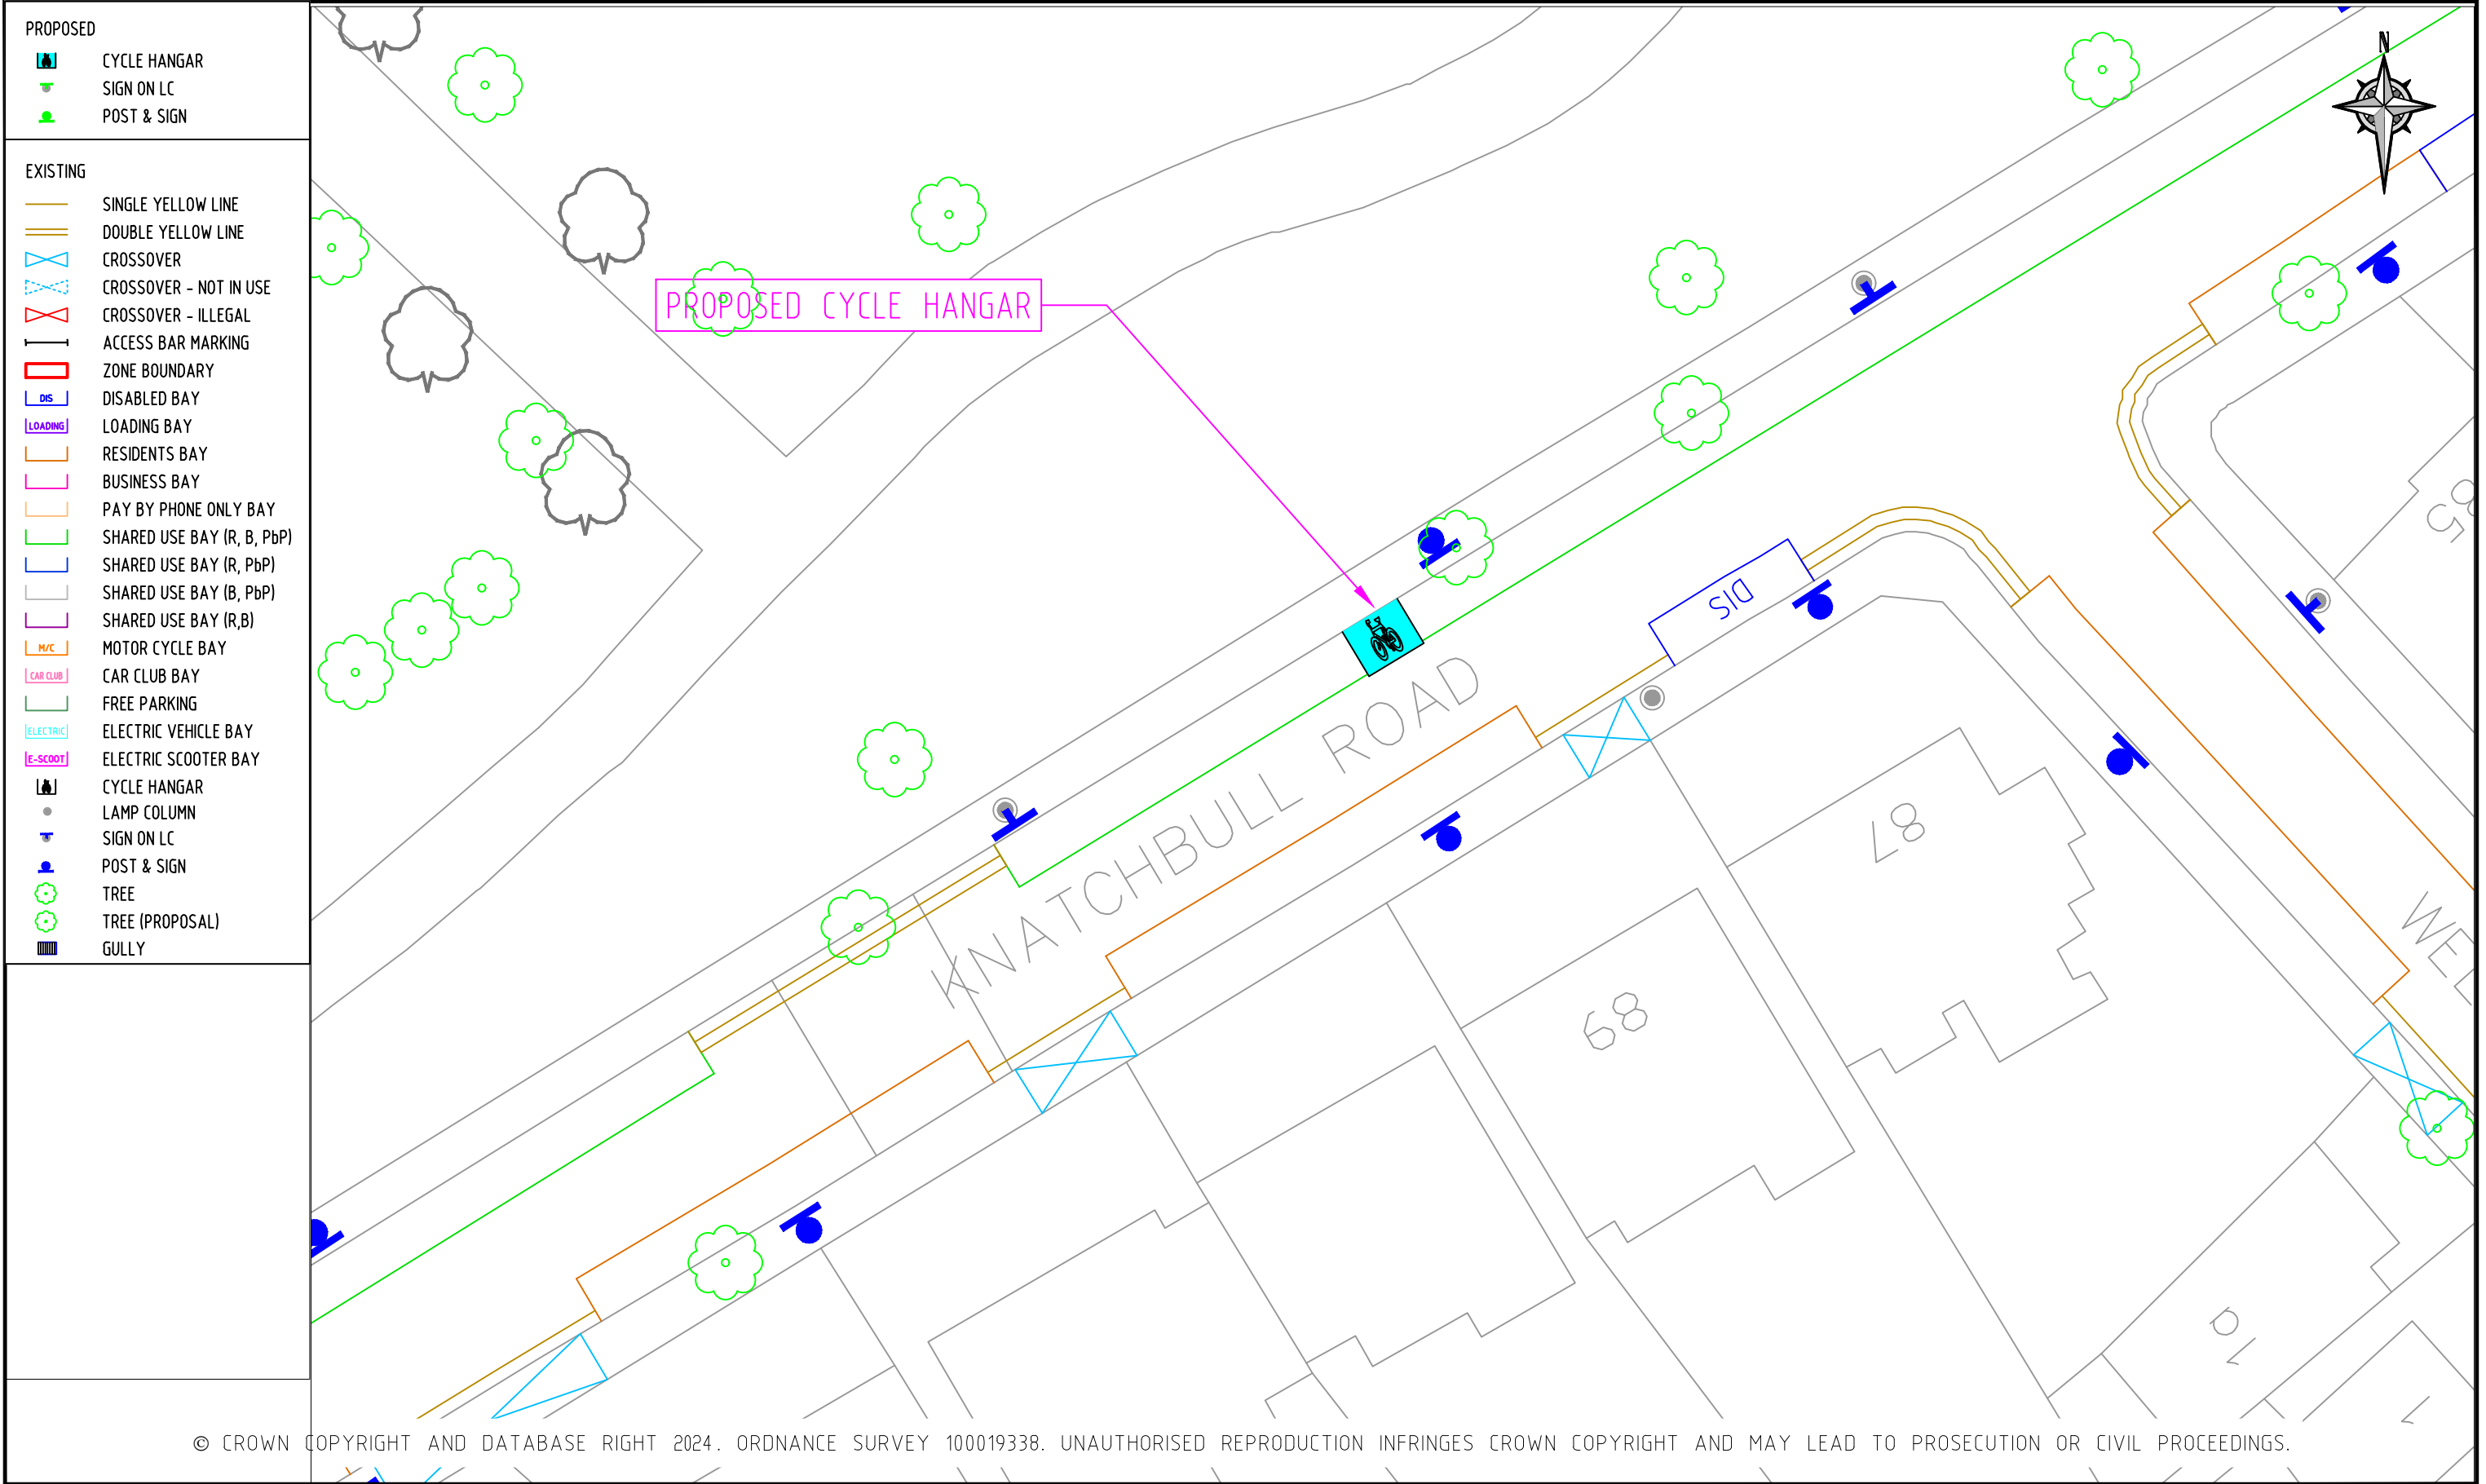 PROPOSED
CYCLE HANGAR
SIGN ON LC
POST & SIGN
EXISTING
SINGLE YELLOW LINE
DOUBLE YELLOW LINE
CROSSOVER
CROSSOVER - NOT IN USE
CROSSOVER - ILLEGAL
ACCESS BAR MARKING
ZONE BOUNDARY
DIS DISABLED BAY
LOADING LOADING BAY
RESIDENTS BAY
BUSINESS BAY
PAY BY PHONE ONLY BAY
SHARED USE BAY (R, B, PbP)
SHARED USE BAY (R, PbP)
SHARED USE BAY (B, PbP)
SHARED USE BAY (R,B)
M/C MOTOR CYCLE BAY
CAR CLUB CAR CLUB BAY
FREE PARKING
ELECTRIC ELECTRIC VEHICLE BAY
E-SCOOT ELECTRIC SCOOTER BAY
CYCLE HANGAR
LAMP COLUMN
SIGN ON LC
POST & SIGN
TREE
TREE (PROPOSAL)
GULLY
N
PROPOSED CYCLE HANGAR
DIS
KNATCHBULL ROAD
85
87
89
WE
© CROWN COPYRIGHT AND DATABASE RIGHT 2024. ORDNANCE SURVEY 100019338. UNAUTHORISED REPRODUCTION INFRINGES CROWN COPYRIGHT AND MAY LEAD TO PROSECUTION OR CIVIL PROCEEDINGS.